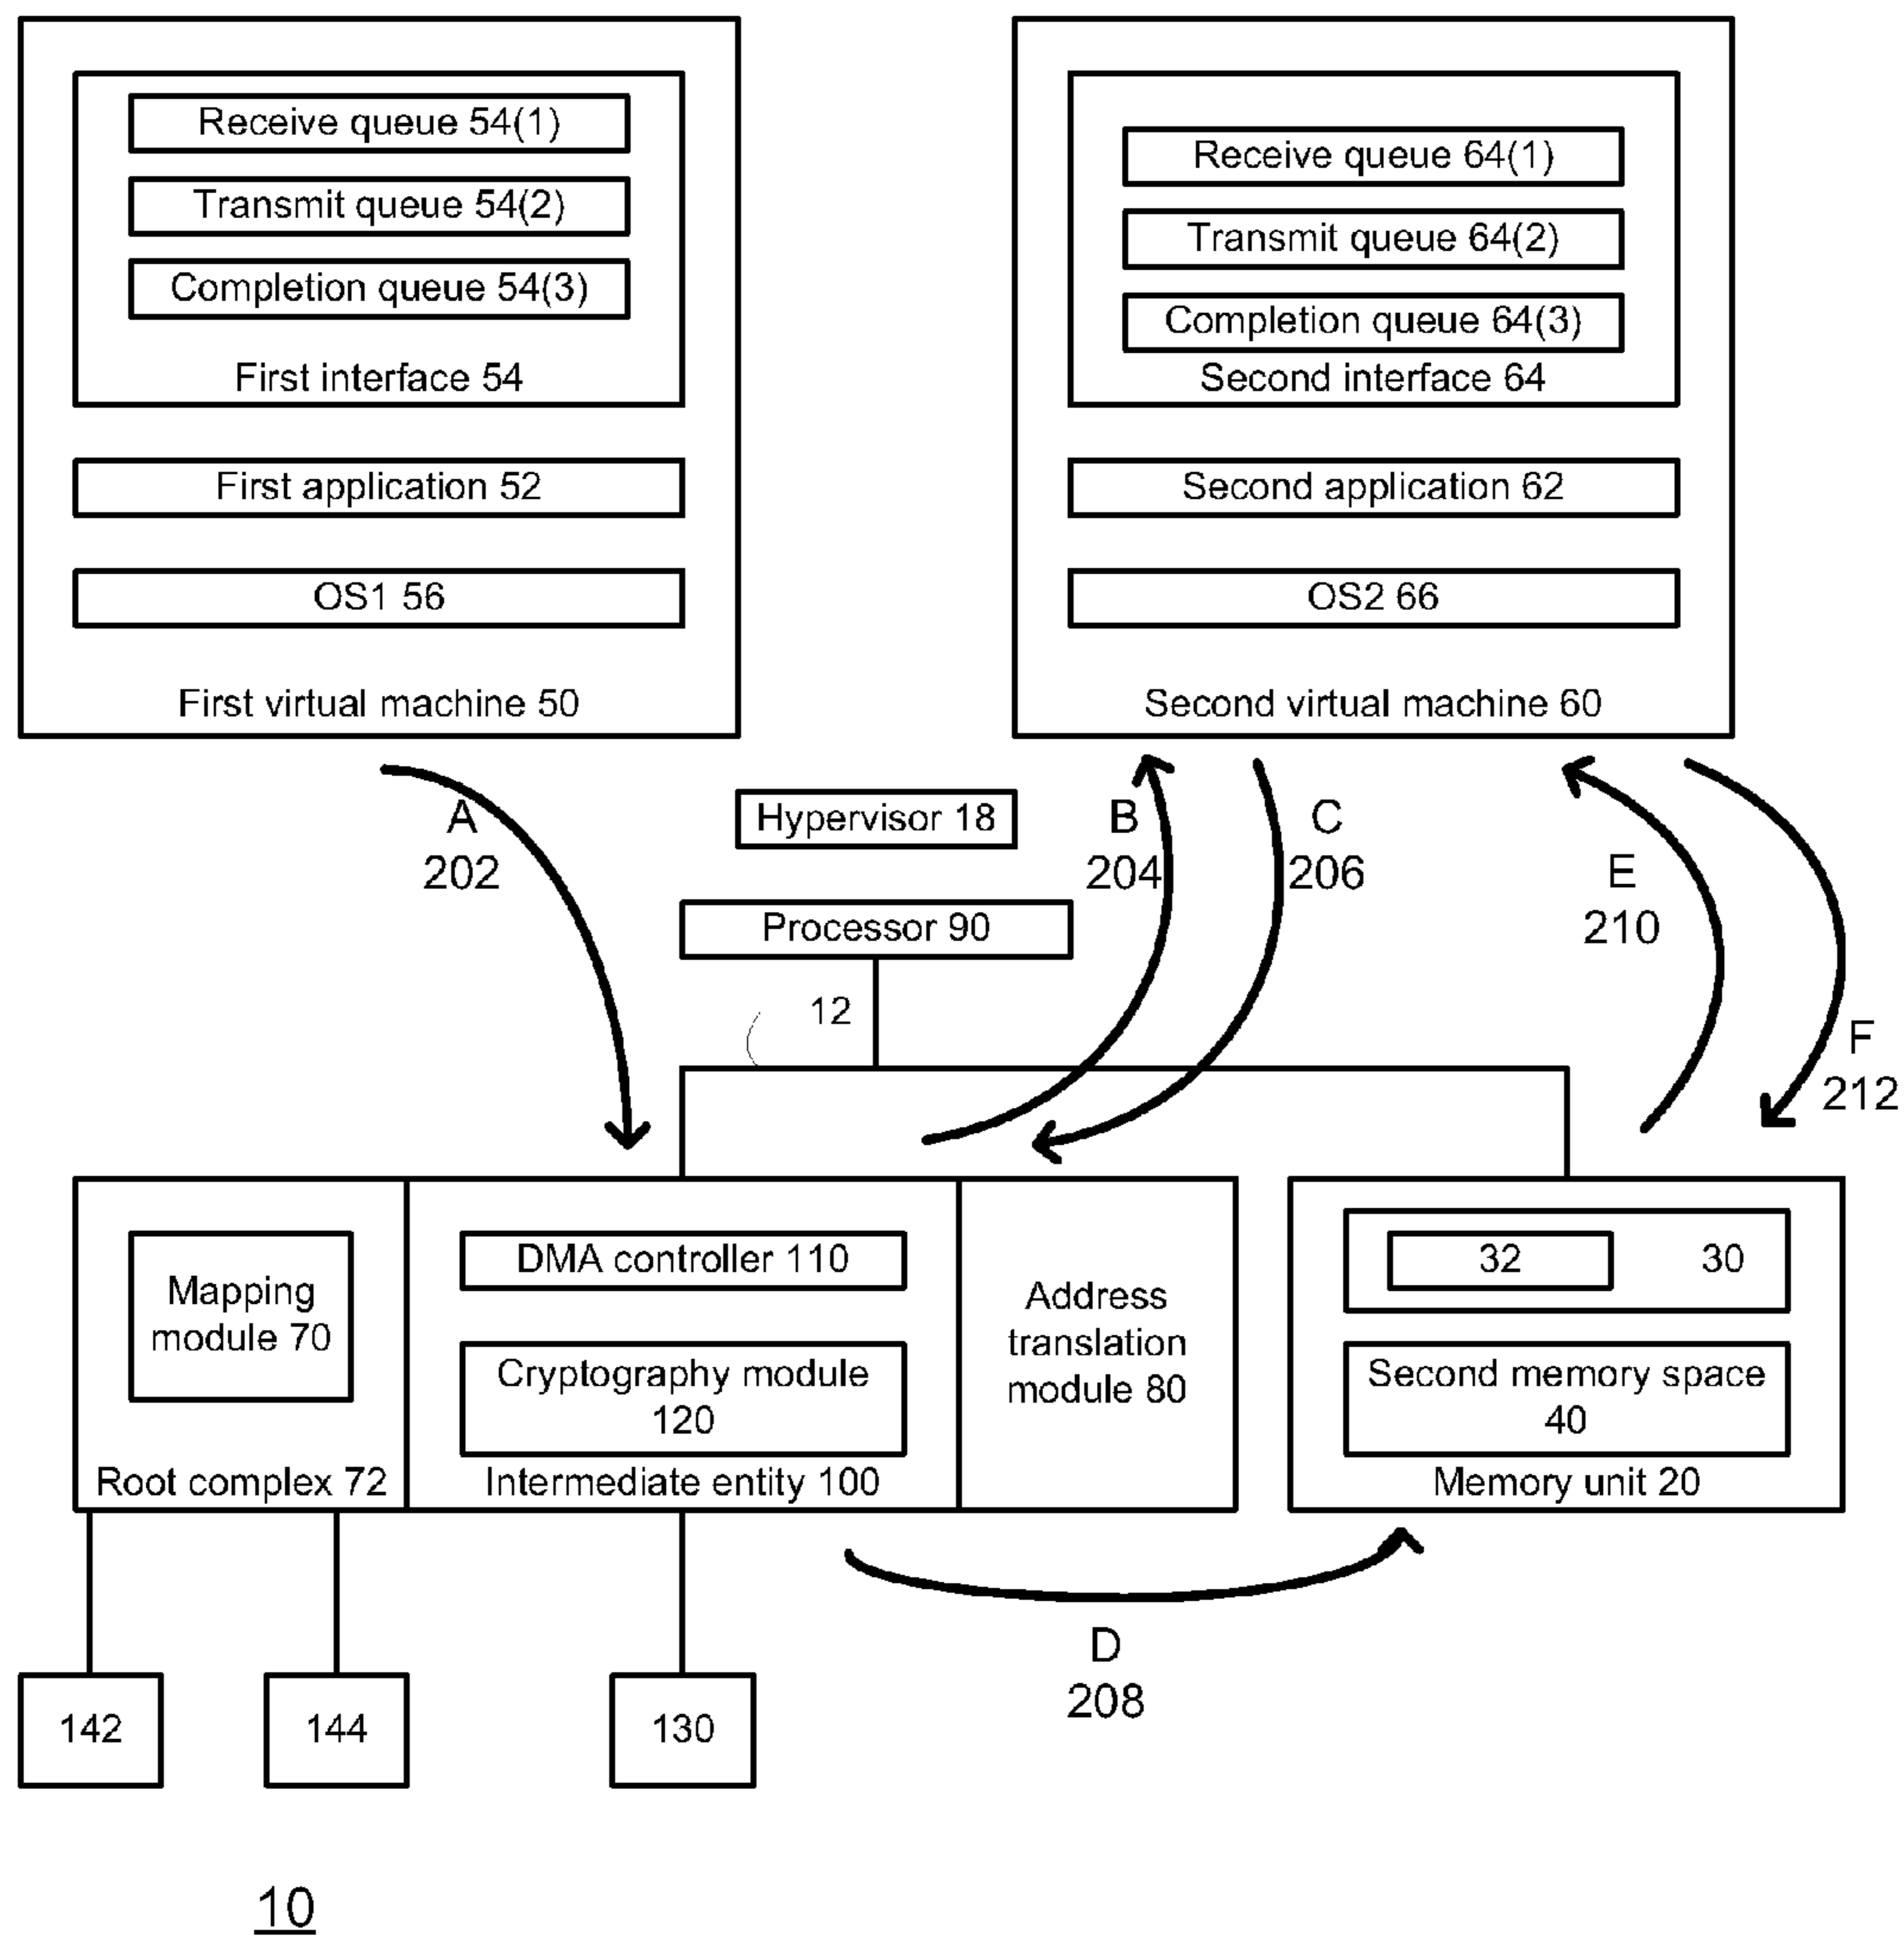 Receive queue 54(1)
Transmit queue 54(2)
Completion queue 54(3)
First interface 54
First application 52
OS1 56
First virtual machine 50
Receive queue 64(1)
Transmit queue 64(2)
Completion queue 64(3)
Second interface 64
Second application 62
OS2 66
Second virtual machine 60
A
202
Hypervisor 18
Processor 90
12
B
204
C
206
E
210
F
212
Mapping
module 70
Root complex 72
DMA controller 110
Cryptography module
120
Intermediate entity 100
Address
translation
module 80
32
30
Second memory space
40
Memory unit 20
D
208
142
144
130
10